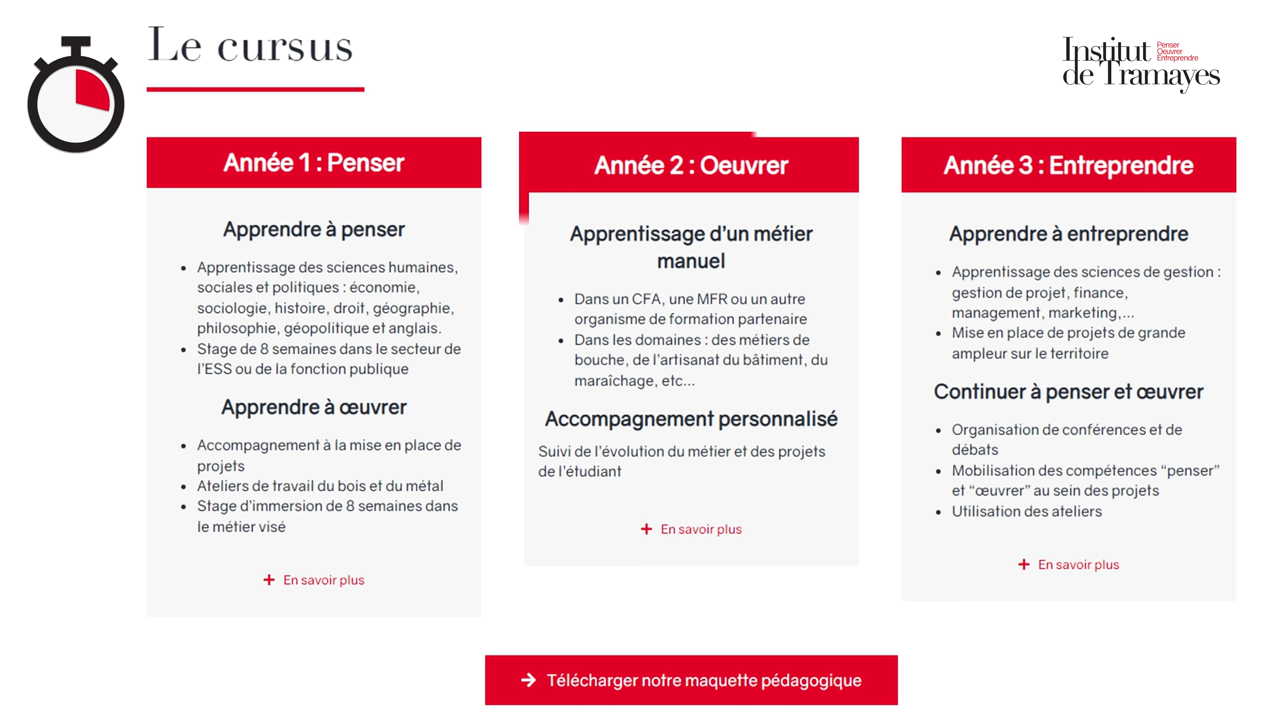 Le cursus
Institut
Penser
Oeuvrer
Entreprendre
de Tramayes
Année 1 : Penser
Apprendre à penser
• Apprentissage des sciences humaines,
sociales et politiques : économie,
sociologie, histoire, droit, géographie,
philosophie, géopolitique et anglais.
• Stage de 8 semaines dans le secteur de
l'ESS ou de la fonction publique
Apprendre à œuvrer
• Accompagnement à la mise en place de
projets
• Ateliers de travail du bois et du métal
• Stage d'immersion de 8 semaines dans
le métier visé
+ En savoir plus
Année 2 : Oeuvrer
Apprentissage d'un métier
manuel
• Dans un CFA, une MFR ou un autre
organisme de formation partenaire
• Dans les domaines : des métiers de
bouche, de l'artisanat du bâtiment, du
maraîchage, etc...
Accompagnement personnalisé
Suivi de l'évolution du métier et des projets
de l'étudiant
+ En savoir plus
Année 3 : Entreprendre
Apprendre à entreprendre
• Apprentissage des sciences de gestion :
gestion de projet, finance,
management, marketing,...
• Mise en place de projets de grande
ampleur sur le territoire
Continuer à penser et œuvrer
• Organisation de conférences et de
débats
• Mobilisation des compétences “penser”
et “œuvrer” au sein des projets
• Utilisation des ateliers
+ En savoir plus
→ Télécharger notre maquette pédagogique